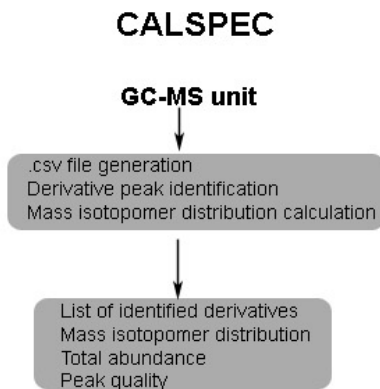 CALSPEC
GC-MS unit
.csv file generation
Derivative peak identification
Mass isotopomer distribution calculation
List of identified derivatives
Mass isotopomer distribution
Total abundance
Peak quality